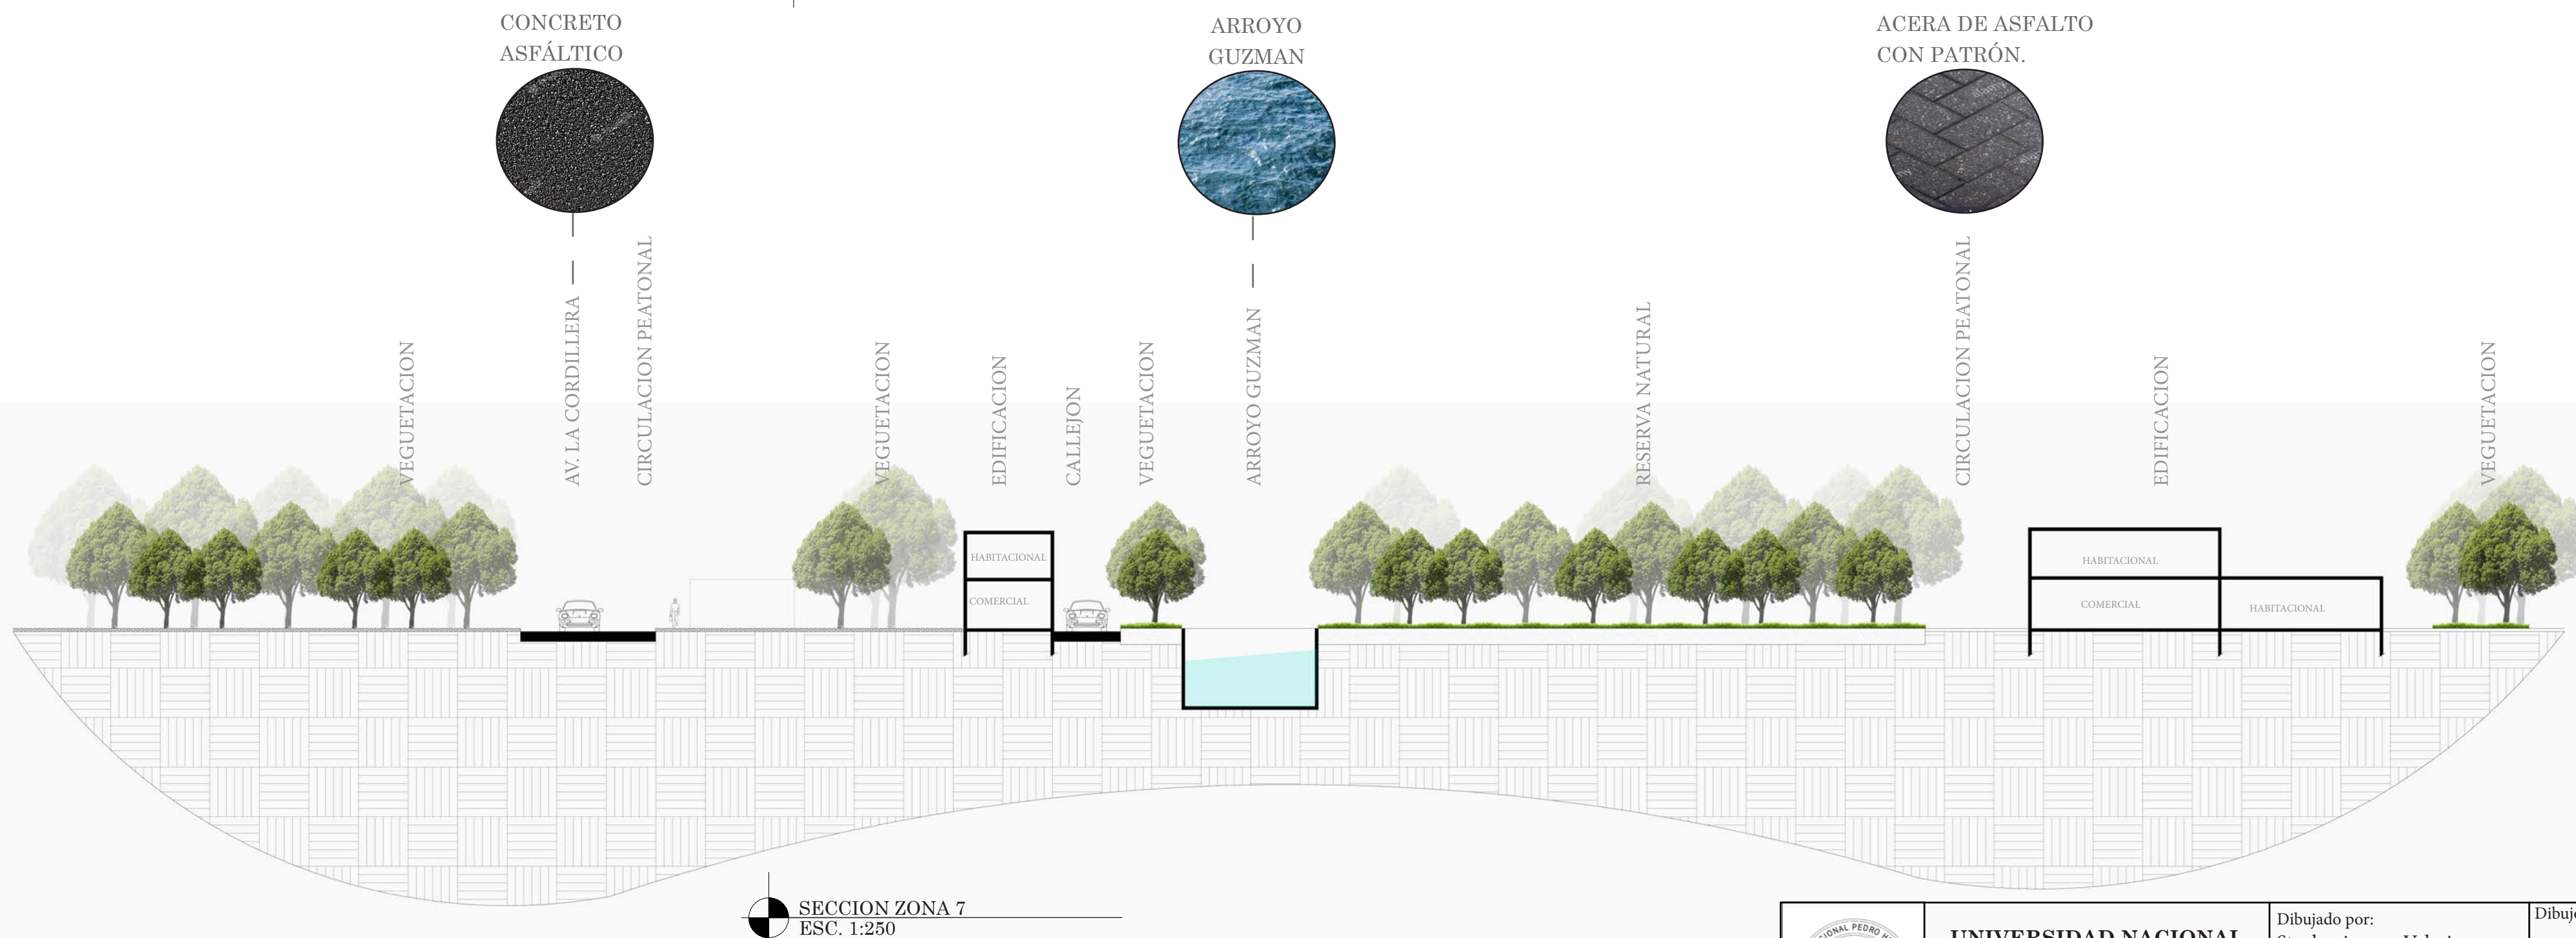 CONCRETO
ASFÁLTICO
ARROYO
GUZMAN
ACERA DE ASFALTO
CON PATRÓN.
VEGUETACION
AV. LA CORDILLERA
CIRCULACION PEATONAL
VEGUETACION
EDIFICACION
CALLEJON
VEGUETACION
ARROYO GUZMAN
RESERVA NATURAL
CIRCULACION PEATONAL
EDIFICACION
VEGUETACION
HABITACIONAL
COMERCIAL
HABITACIONAL
COMERCIAL
HABITACIONAL
SECCION ZONA 7
ESC. 1:250
UNIVERSIDAD NACIONAL
Dibujado por: